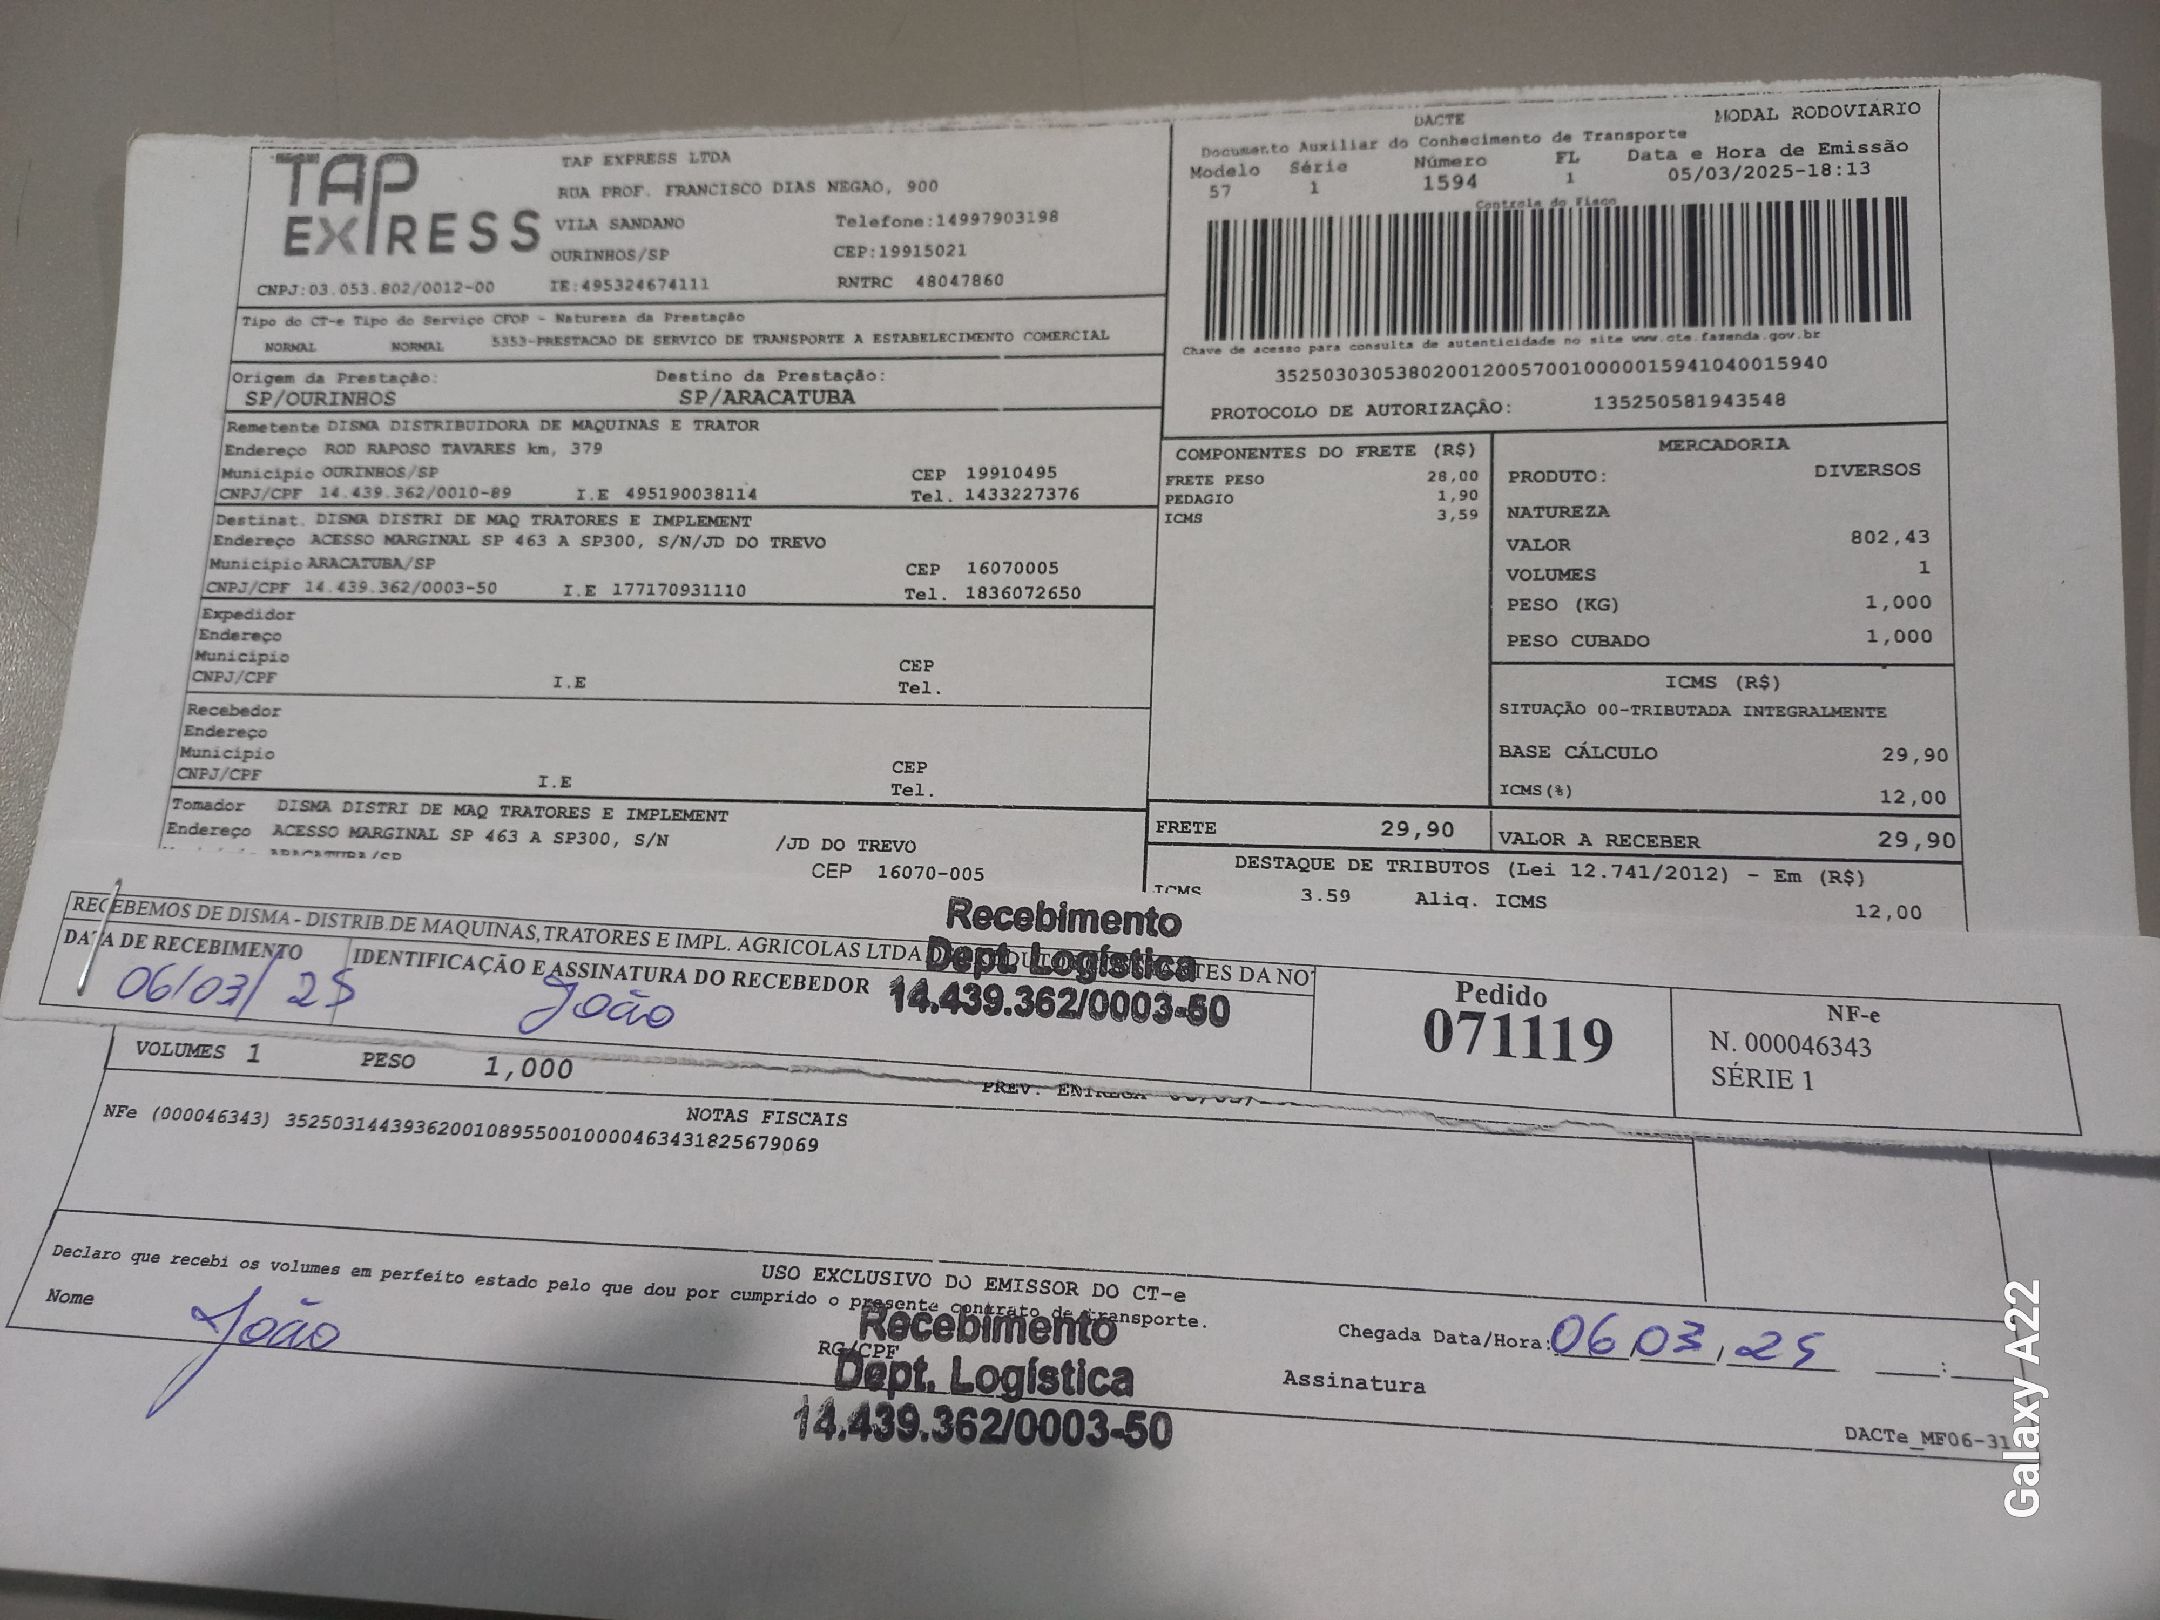 TAP
EXPRESS
TAP EXPRESS LTDA
RUA PROF. FRANCISCO DIAS NEGAO, 900
VILA SANDANO Telefone:14997903198
OURINHOS/SP CEP:19915021
CNPJ:03.053.802/0012-00 IE:495324674111 RNTRC 48047860
Tipo do CT-e Tipo do Serviço CFOP - Natureza da Prestação
NORMAL NORMAL 5353-PRESTACAO DE SERVICO DE TRANSPORTE A ESTABELECIMENTO COMERCIAL
Origem da Prestação: Destino da Prestação:
SP/OURINHOS SP/ARACATUBA
Remetente DISMA DISTRIBUIDORA DE MAQUINAS E TRATOR
Endereço ROD RAPOSO TAVARES km, 379
Município OURINHOS/SP CEP 19910495
CNPJ/CPF 14.439.362/0010-89 I.E 495190038114 Tel. 1433227376
Destinat. DISMA DISTRI DE MAQ TRATORES E IMPLEMENT
Endereço ACESSO MARGINAL SP 463 A SP300, S/N/JD DO TREVO
Município ARACATUBA/SP CEP 16070005
CNPJ/CPF 14.439.362/0003-50 I.E 177170931110 Tel. 1836072650
Expedidor
Endereço
Município CEP
CNPJ/CPF I.E Tel.
Recebedor
Endereço
Município CEP
CNPJ/CPF I.E Tel.
Tomador DISMA DISTRI DE MAQ TRATORES E IMPLEMENT
Endereço ACESSO MARGINAL SP 463 A SP300, S/N /JD DO TREVO
ARACATUBA/SP CEP 16070-005
DACTE MODAL RODOVIARIO
Documento Auxiliar do Conhecimento de Transporte
Modelo Série Número FL Data e Hora de Emissão
57 1 1594 1 05/03/2025-18:13
Controle do Fisco
Chave de acesso para consulta de autenticidade no site www.cte.fazenda.gov.br
35250303053802001200570010000015941040015940
PROTOCOLO DE AUTORIZAÇÃO: 135250581943548
COMPONENTES DO FRETE (R$)
FRETE PESO 28,00
PEDAGIO 1,90
ICMS 3,59
MERCADORIA
PRODUTO: DIVERSOS
NATUREZA
VALOR 802,43
VOLUMES 1
PESO (KG) 1,000
PESO CUBADO 1,000
ICMS (R$)
SITUAÇÃO 00-TRIBUTADA INTEGRALMENTE
BASE CÁLCULO 29,90
ICMS(%) 12,00
FRETE 29,90 VALOR A RECEBER 29,90
DESTAQUE DE TRIBUTOS (Lei 12.741/2012) - Em (R$)
ICMS 3.59 Aliq. ICMS 12,00
RECEBEMOS DE DISMA - DISTRIB.DE MAQUINAS,TRATORES E IMPL. AGRICOLAS LTDA
DATA DE RECEBIMENTO IDENTIFICAÇÃO E ASSINATURA DO RECEBEDOR
06/03/25 João
Recebimento
Dept. Logística
14.439.362/0003-50
Pedido
071119
NF-e
N. 000046343
SÉRIE 1
VOLUMES 1 PESO 1,000 PREV. ENTREGA
NOTAS FISCAIS
NFe (000046343) 35250314439362001089550010000463431825679069
USO EXCLUSIVO DO EMISSOR DO CT-e
Declaro que recebi os volumes em perfeito estado pelo que dou por cumprido o presente contrato de transporte.
Nome João RG/CPF
Recebimento
Dept. Logística
14.439.362/0003-50
Chegada Data/Hora: 06/03/25 :
Assinatura
DACTe_MF06-31
Galaxy A22